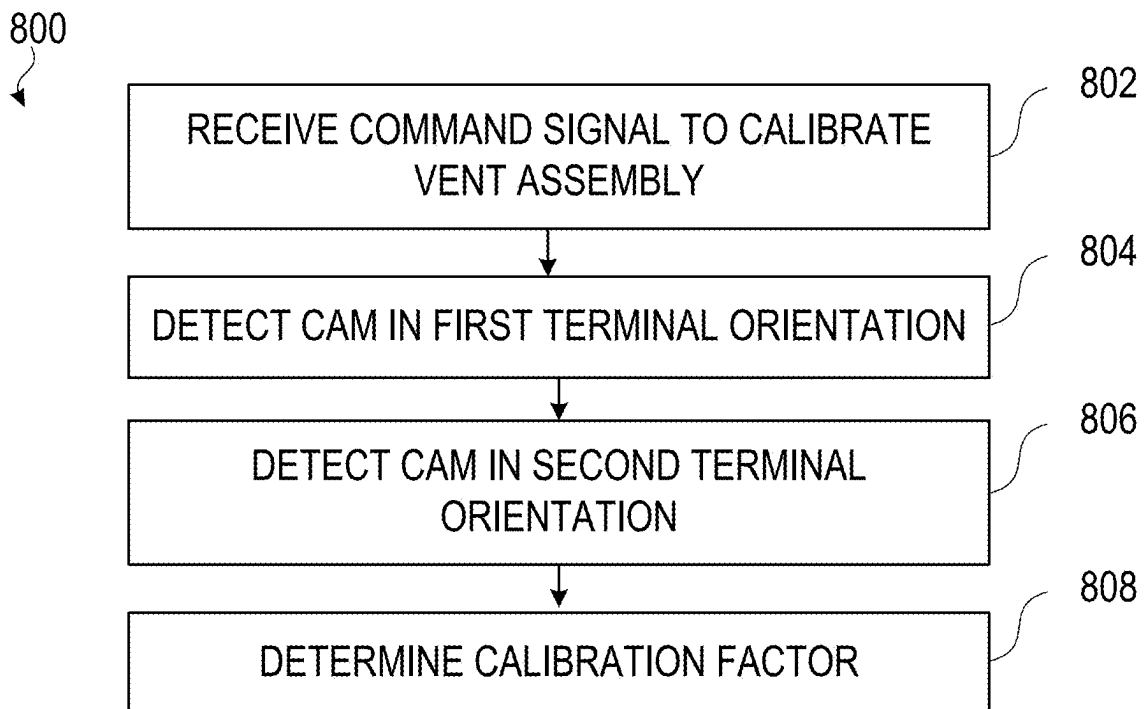 800
802
RECEIVE COMMAND SIGNAL TO CALIBRATE
VENT ASSEMBLY
804
DETECT CAM IN FIRST TERMINAL ORIENTATION
806
DETECT CAM IN SECOND TERMINAL
ORIENTATION
808
DETERMINE CALIBRATION FACTOR